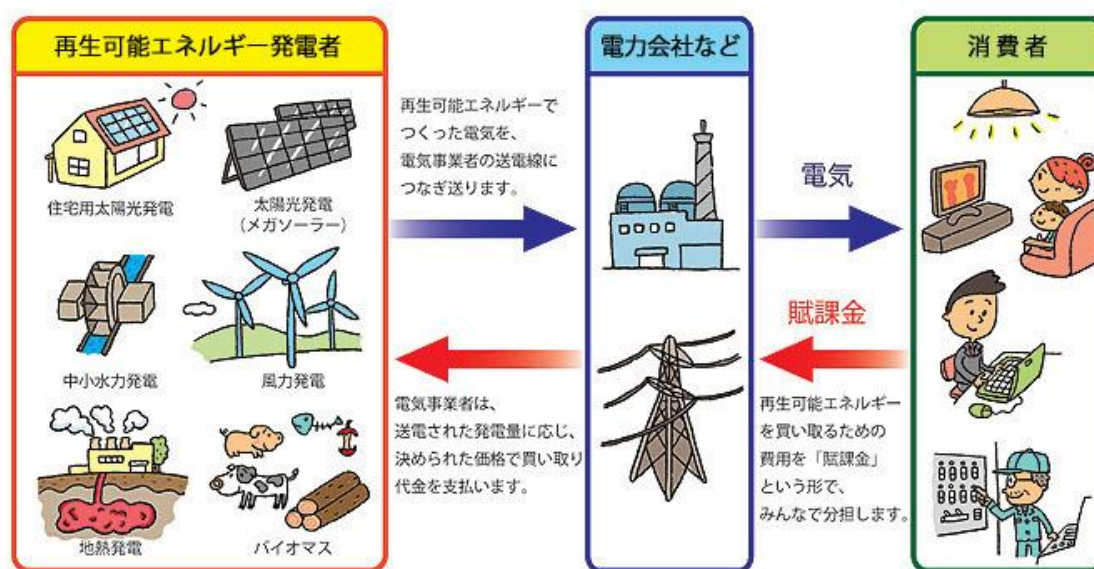 再生可能エネルギー発電者
住宅用太陽光発電
太陽光発電
(メガソーラー)
中小水力発電
風力発電
地熱発電
バイオマス
再生可能エネルギーで
つくった電気を、
電気事業者の送電線に
つなぎ送ります。
電気事業者は、
送電された発電量に応じ、
決められた価格で買い取り
代金を支払います。
電力会社など
電気
賦課金
再生可能エネルギー
を買い取るための
費用を「賦課金」
という形で、
みんなで分担します。
消費者